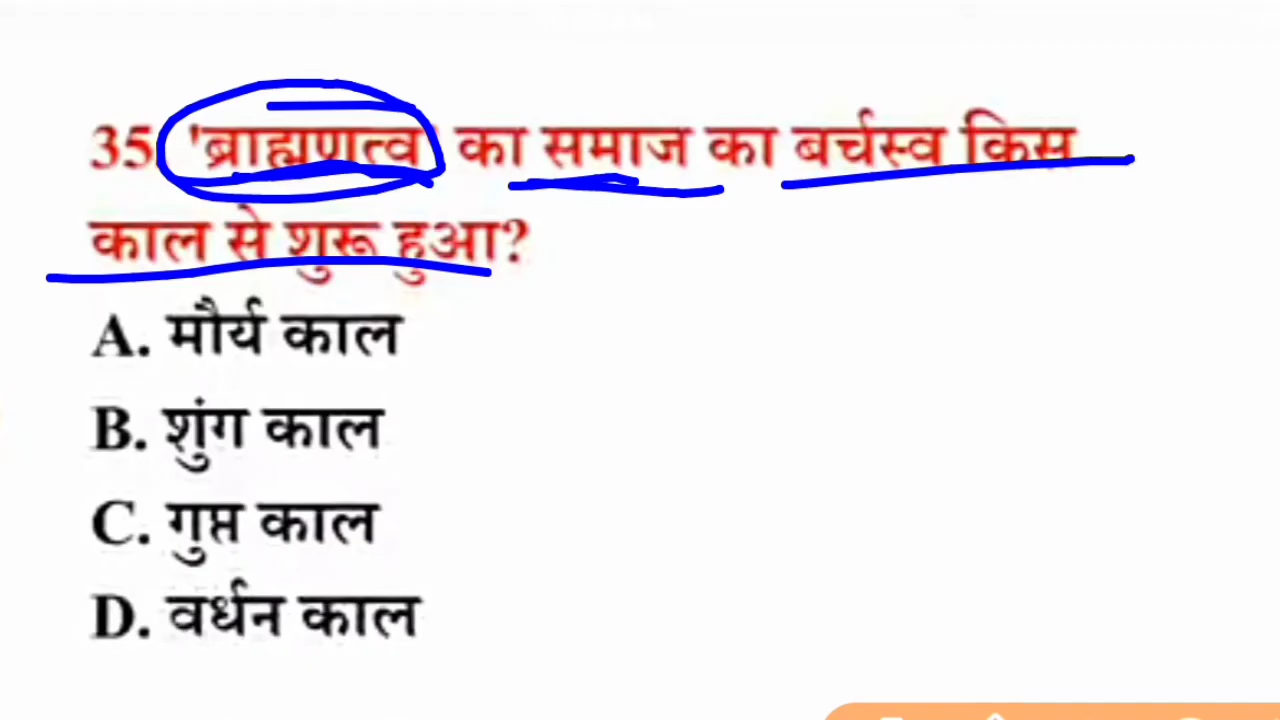 35 'ब्राह्मणत्व' का समाज का बर्चस्व किस
काल से शुरू हुआ?
A. मौर्य काल
B. शुंग काल
C. गुप्त काल
D. वर्धन काल